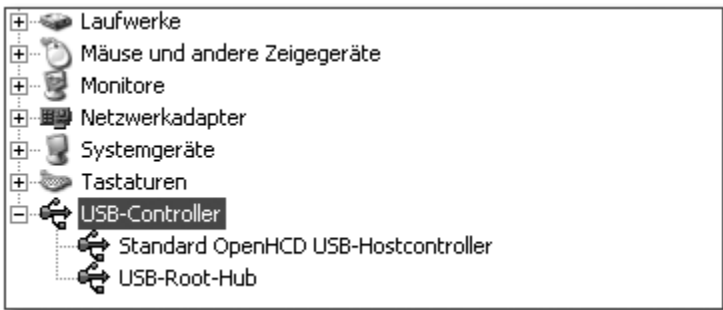 Laufwerke
Mäuse und andere Zeigegeräte
Monitore
Netzwerkadapter
Systemgeräte
Tastaturen
USB-Controller
Standard OpenHCD USB-Hostcontroller
USB-Root-Hub